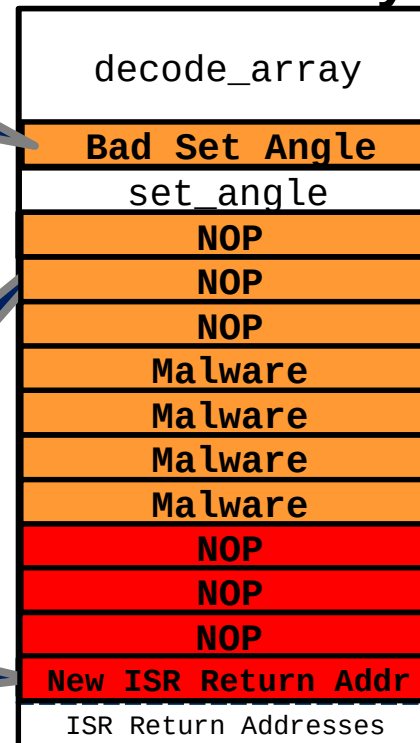 decode_array
Bad Set Angle
set_angle
NOP
NOP
NOP
Malware
Malware
Malware
Malware
NOP
NOP
NOP
New ISR Return Addr
ISR Return Addresses